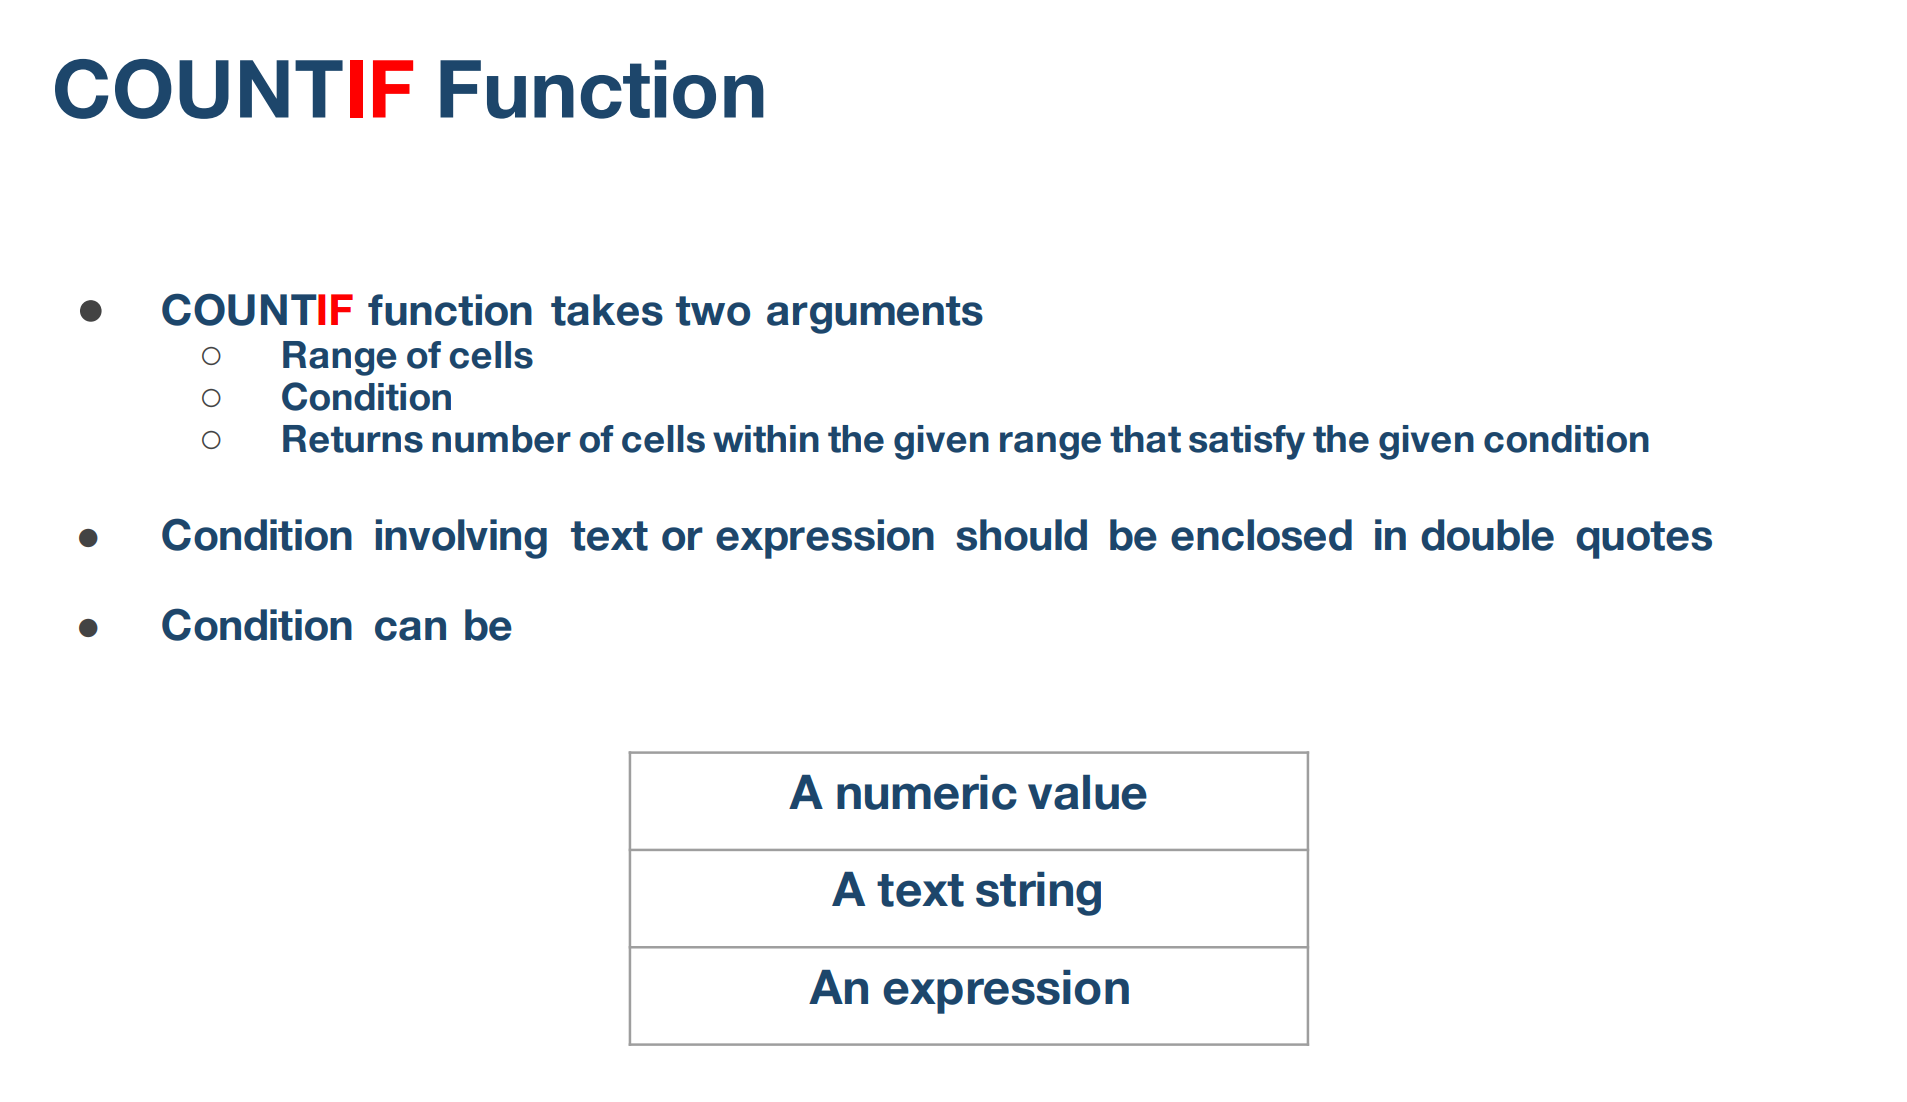 COUNTIF Function
● COUNTIF function takes two arguments
○ Range of cells
○ Condition
○ Returns number of cells within the given range that satisfy the given condition
● Condition involving text or expression should be enclosed in double quotes
● Condition can be
A numeric value
A text string
An expression